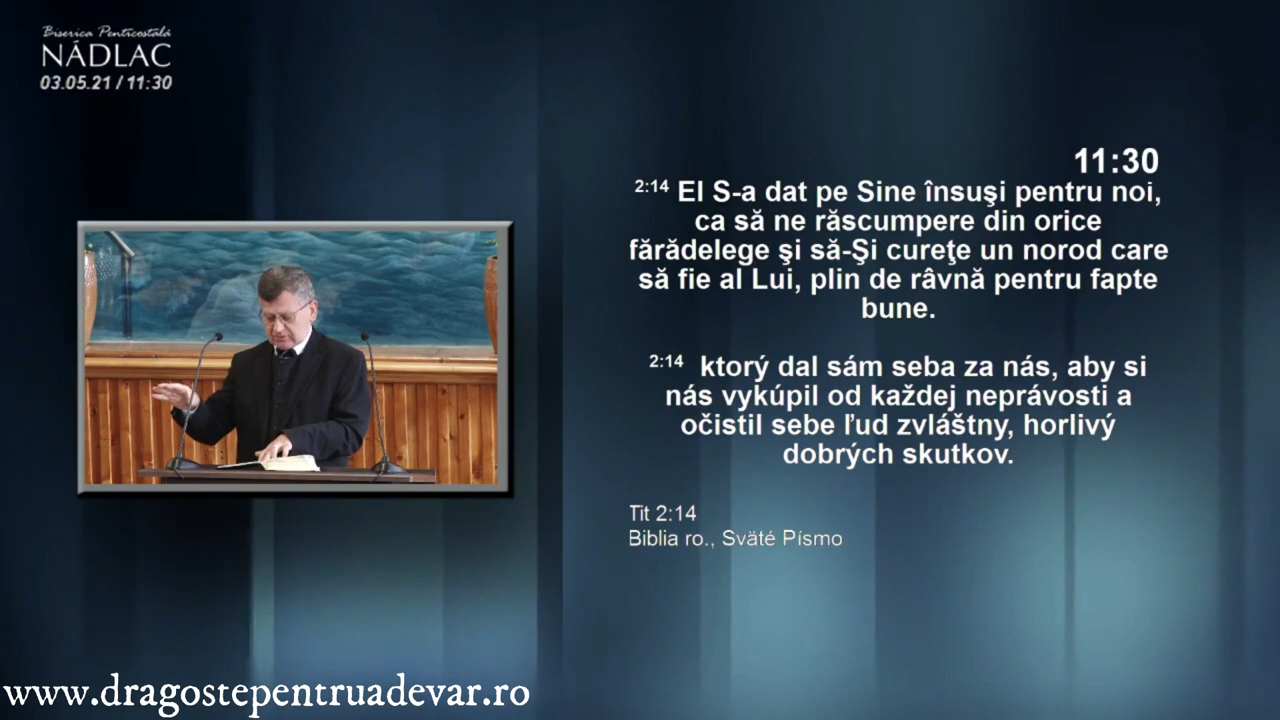 Biserica Penticostală
NĂDLAC
03.05.21 / 11:30
11:30
2:14 El S-a dat pe Sine însuşi pentru noi,
ca să ne răscumpere din orice
fărădelege şi să-Şi cureţe un norod care
să fie al Lui, plin de râvnă pentru fapte
bune.
2:14 ktorý dal sám seba za nás, aby si
nás vykúpil od každej neprávosti a
očistil sebe ľud zvláštny, horlivý
dobrých skutkov.
Tit 2:14
Biblia ro., Sväté Písmo
www.dragostepentruadevar.ro